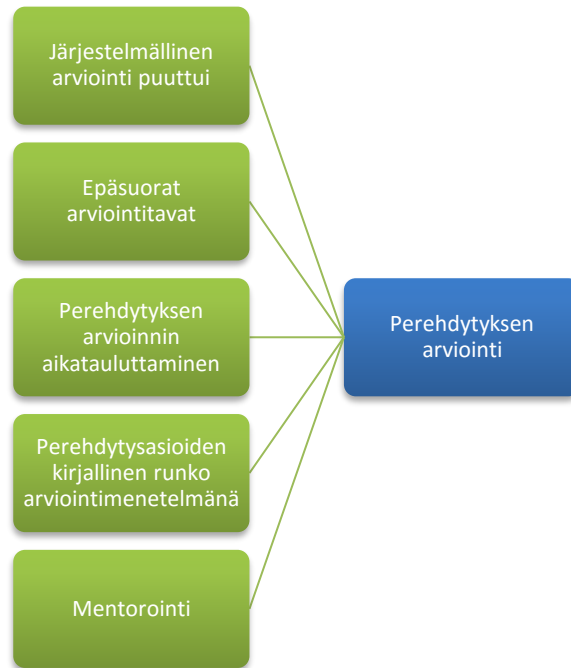 Järjestelmällinen
arviointi puuttui
Epäsuorat
arviointitavat
Perehdytyksen
arvioinnin
aikatauluttaminen
Perehdytysasioiden
kirjallinen runko
arviointimenetelmänä
Mentorointi
Perehdytyksen
arviointi